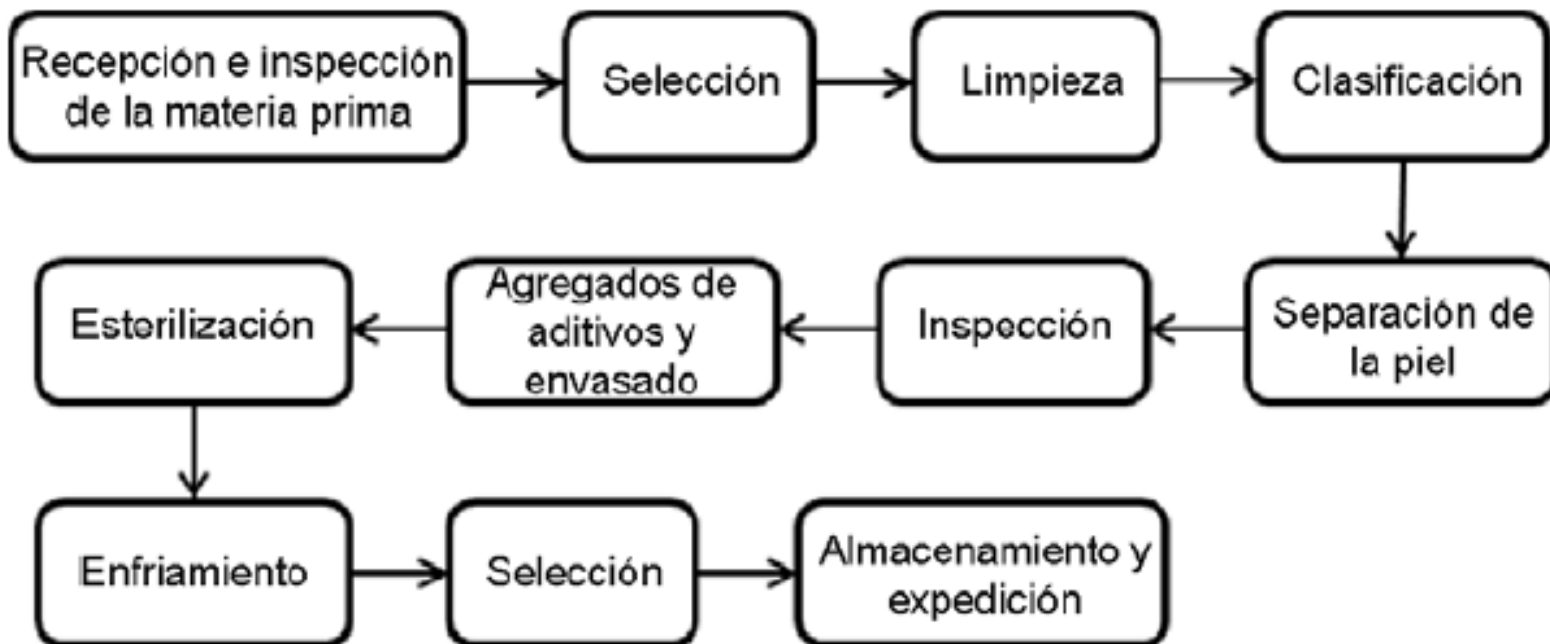 Recepción e inspección
de la materia prima
Selección
Limpieza
Clasificación
Separación de
la piel
Inspección
Agregados de
aditivos y
envasado
Esterilización
Enfriamiento
Selección
Almacenamiento y
expedición